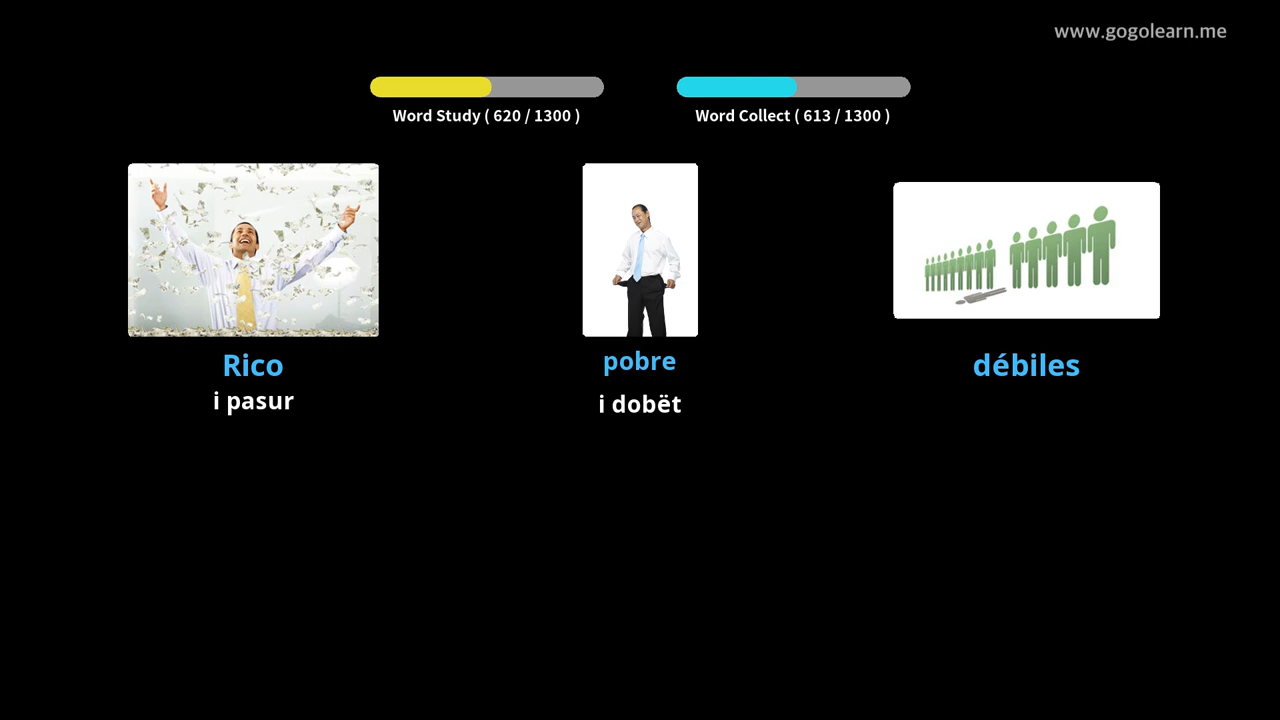 www.gogolearn.me
Word Study ( 620 / 1300 )
Word Collect ( 613 / 1300 )
Rico
i pasur
pobre
i dobët
débiles